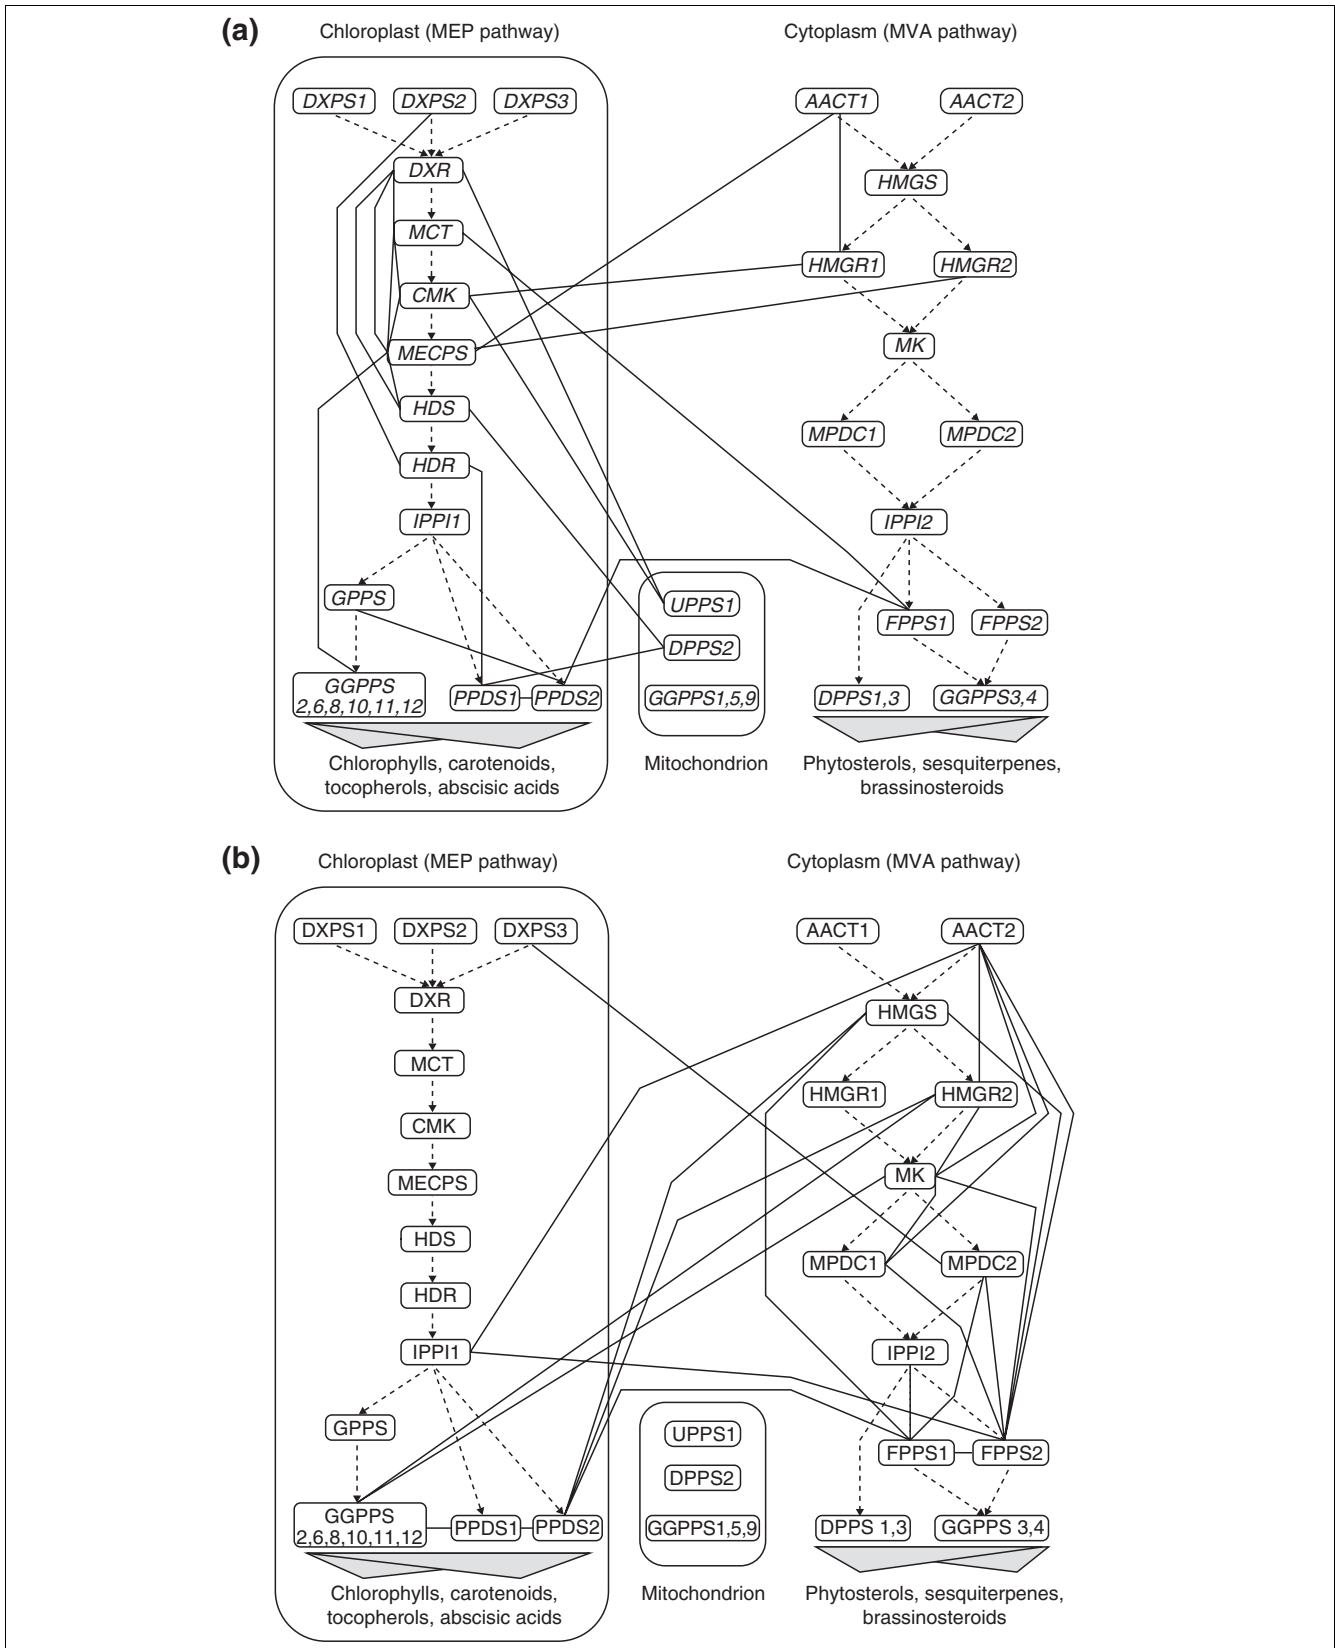 (a)
Chloroplast (MEP pathway)
Cytoplasm (MVA pathway)
DXPS1
DXPS2
DXPS3
AACT1
AACT2
DXR
HMGS
MCT
HMGR1
HMGR2
CMK
MECPS
MK
HDS
MPDC1
MPDC2
HDR
IPPI1
IPPI2
GPPS
UPPS1
FPPS1
FPPS2
DPPS2
GGPPS
2,6,8,10,11,12
PPDS1
PPDS2
GGPPS1,5,9
DPPS1,3
GGPPS3,4
Chlorophylls, carotenoids,
tocopherols, abscisic acids
Mitochondrion
Phytosterols, sesquiterpenes,
brassinosteroids
(b)
Chloroplast (MEP pathway)
Cytoplasm (MVA pathway)
DXPS1
DXPS2
DXPS3
AACT1
AACT2
DXR
HMGS
MCT
HMGR1
HMGR2
CMK
MECPS
MK
HDS
MPDC1
MPDC2
HDR
IPPI1
IPPI2
GPPS
UPPS1
FPPS1
FPPS2
DPPS2
GGPPS
2,6,8,10,11,12
PPDS1
PPDS2
GGPPS1,5,9
DPPS 1,3
GGPPS 3,4
Chlorophylls, carotenoids,
tocopherols, abscisic acids
Mitochondrion
Phytosterols, sesquiterpenes,
brassinosteroids